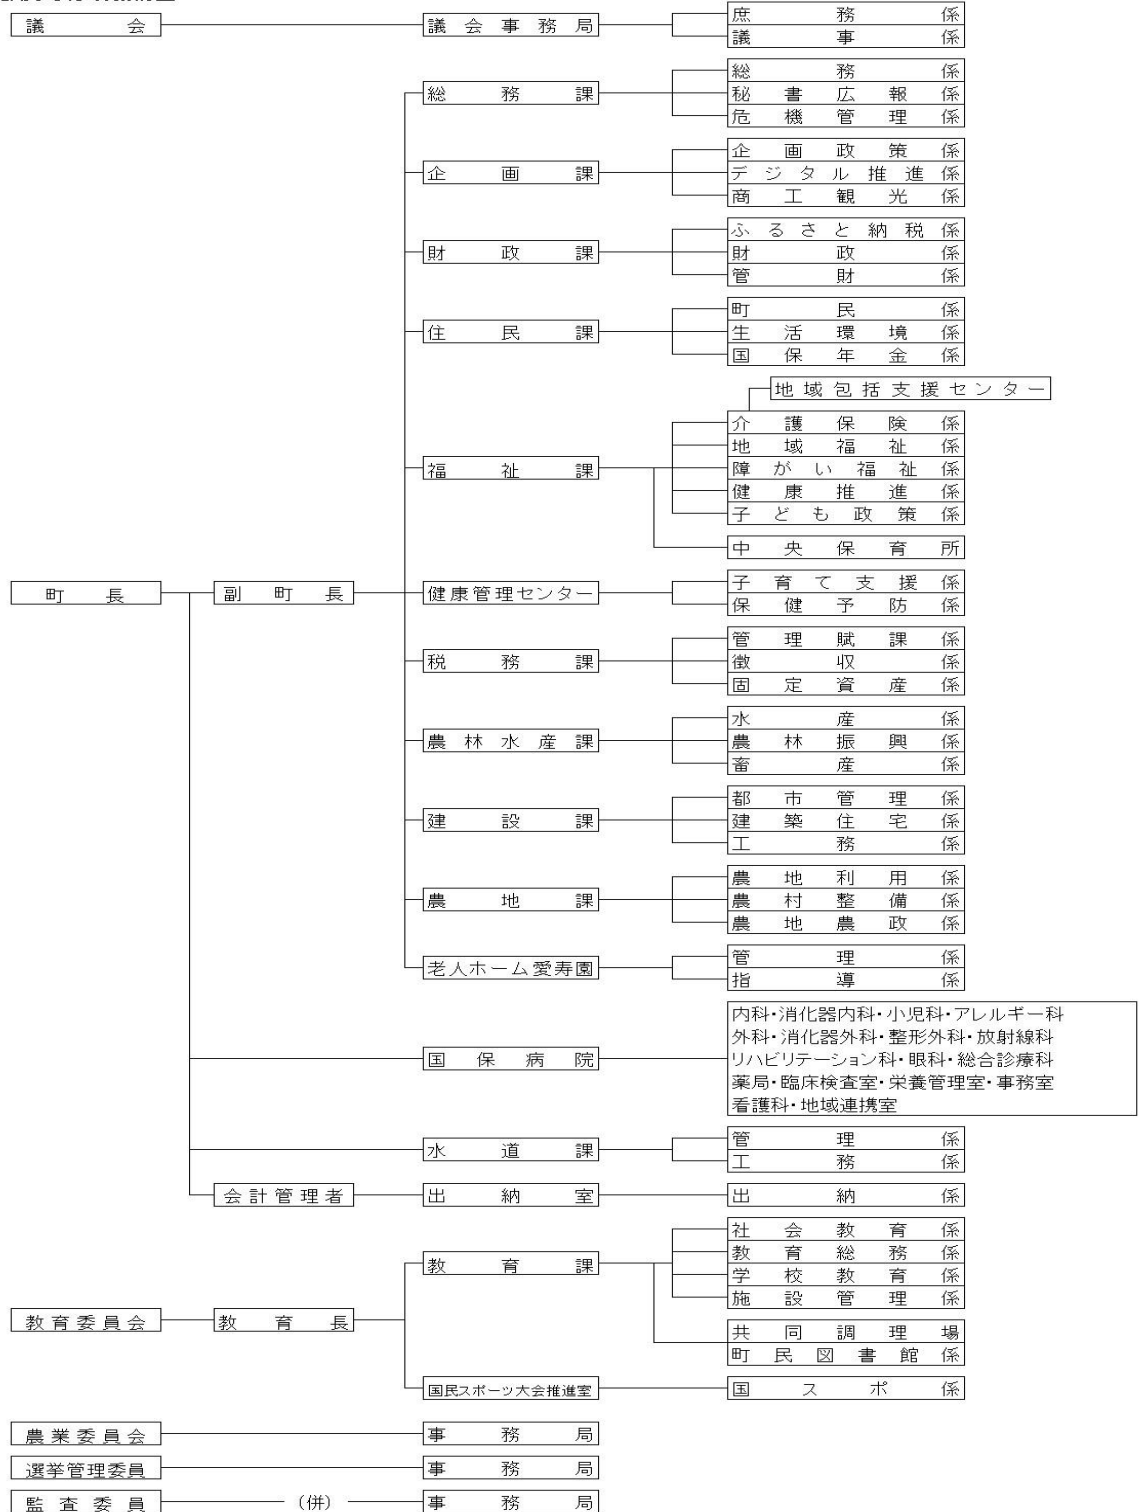 議会 議会事務局 庶務係
議事係
総務課 総務係
秘書広報係
危機管理係
企画課 企画政策係
デジタル推進係
商工観光係
財政課 ふるさと納税係
財政係
管財係
住民課 町民係
生活環境係
国保年金係
地域包括支援センター
福祉課 介護保険係
地域福祉係
障がい福祉係
健康推進係
子ども政策係
中央保育所
町長 副町長 健康管理センター 子育て支援係
保健予防係
税務課 管理賦課係
徴収係
固定資産係
農林水産課 水産係
農林振興係
畜産係
建設課 都市管理係
建築住宅係
工務係
農地課 農地利用係
農村整備係
農地農政係
老人ホーム愛寿園 管理係
指導係
国保病院 内科・消化器内科・小児科・アレルギー科
外科・消化器外科・整形外科・放射線科
リハビリテーション科・眼科・総合診療科
薬局・臨床検査室・栄養管理室・事務室
看護科・地域連携室
水道課 管理係
工務係
会計管理者 出納室 出納係
教育課 社会教育係
教育総務係
学校教育係
施設管理係
教育委員会 教育長 共同調理場
町民図書館係
国民スポーツ大会推進室 国スポ係
農業委員会 事務局
選挙管理委員 事務局
監査委員 （併） 事務局